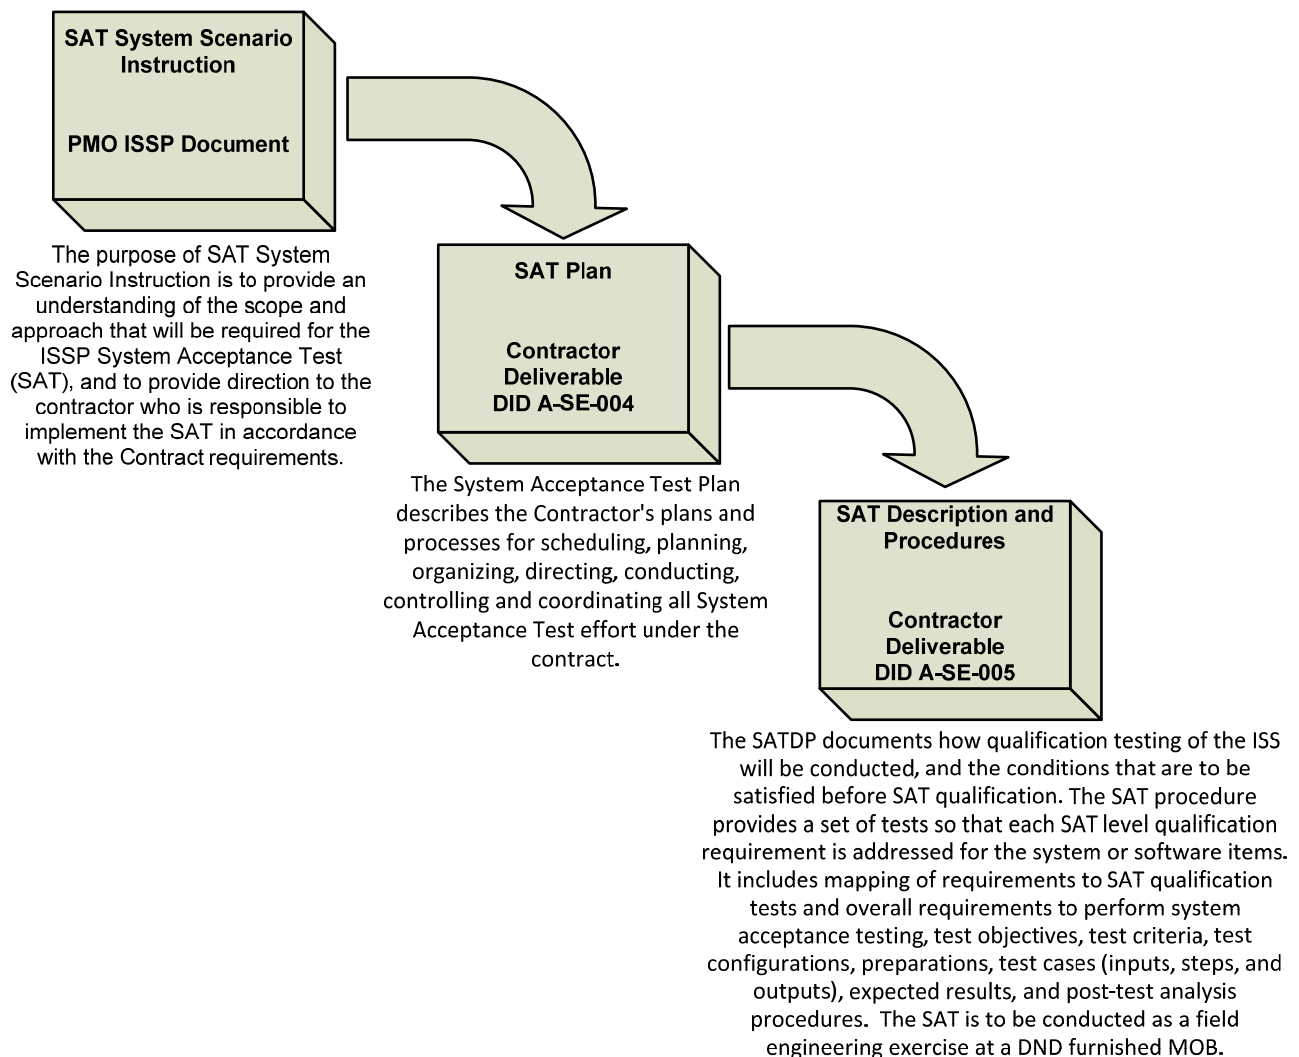 SAT System Scenario
Instruction
PMO ISSP Document
The purpose of SAT System
Scenario Instruction is to provide an
understanding of the scope and
approach that will be required for the
ISSP System Acceptance Test
(SAT), and to provide direction to the
contractor who is responsible to
implement the SAT in accordance
with the Contract requirements.
SAT Plan
Contractor
Deliverable
DID A-SE-004
The System Acceptance Test Plan
describes the Contractor's plans and
processes for scheduling, planning,
organizing, directing, conducting,
controlling and coordinating all System
Acceptance Test effort under the
contract.
SAT Description and
Procedures
Contractor
Deliverable
DID A-SE-005
The SATDP documents how qualification testing of the ISS
will be conducted, and the conditions that are to be
satisfied before SAT qualification. The SAT procedure
provides a set of tests so that each SAT level qualification
requirement is addressed for the system or software items.
It includes mapping of requirements to SAT qualification
tests and overall requirements to perform system
acceptance testing, test objectives, test criteria, test
configurations, preparations, test cases (inputs, steps, and
outputs), expected results, and post-test analysis
procedures. The SAT is to be conducted as a field
engineering exercise at a DND furnished MOB.